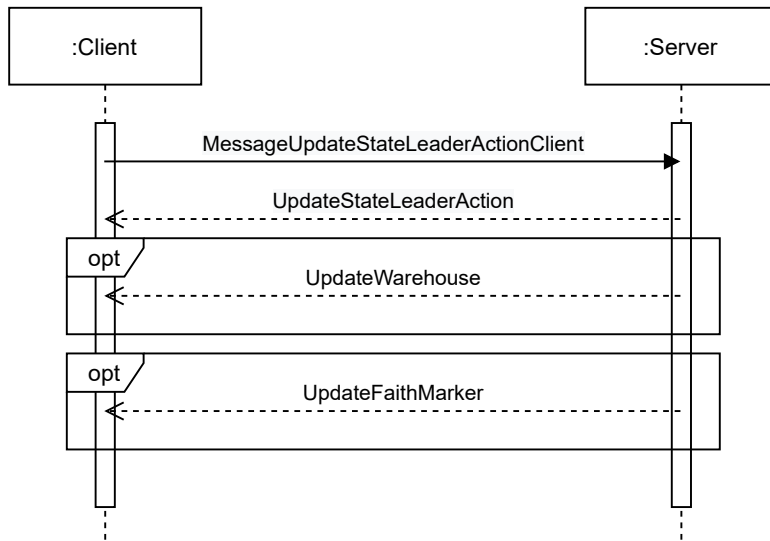 :Client
:Server
MessageUpdateStateLeaderActionClient
UpdateStateLeaderAction
opt
UpdateWarehouse
opt
UpdateFaithMarker